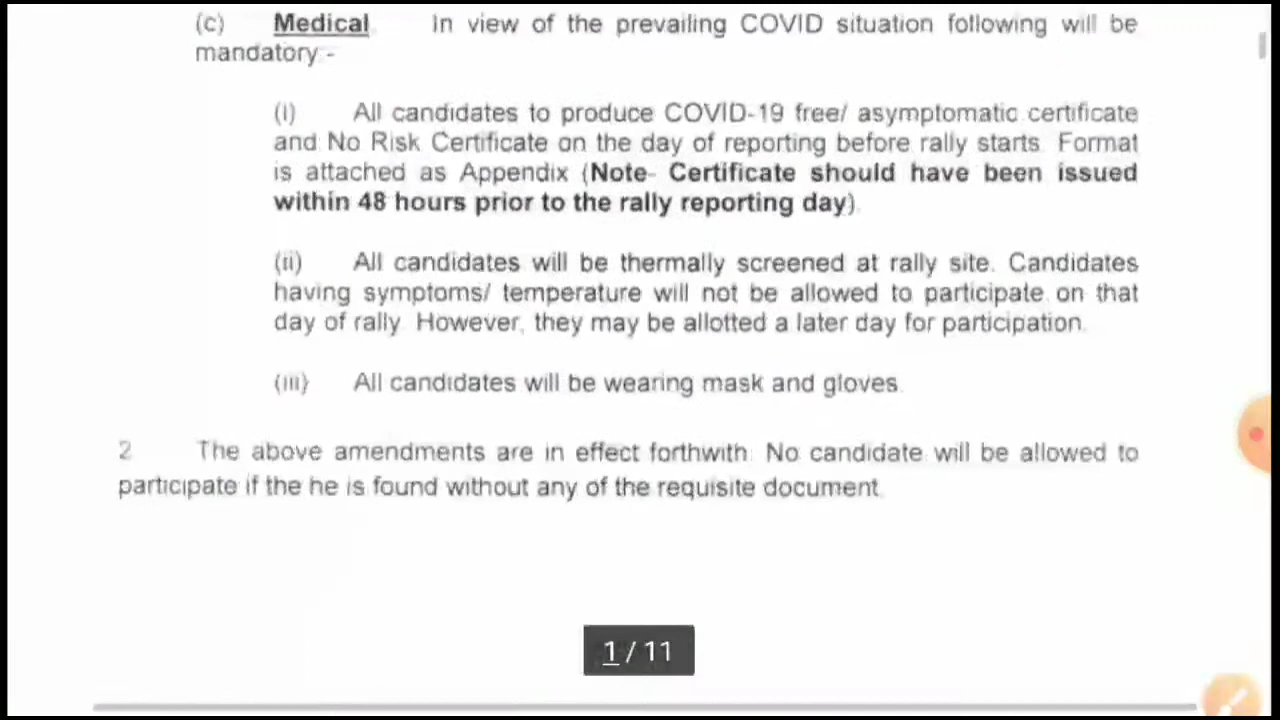 (c) Medical In view of the prevailing COVID situation following will be
mandatory:-
(i) All candidates to produce COVID-19 free/ asymptomatic certificate
and No Risk Certificate on the day of reporting before rally starts. Format
is attached as Appendix (Note- Certificate should have been issued
within 48 hours prior to the rally reporting day).
(ii) All candidates will be thermally screened at rally site. Candidates
having symptoms/ temperature will not be allowed to participate on that
day of rally. However, they may be allotted a later day for participation.
(iii) All candidates will be wearing mask and gloves.
2 The above amendments are in effect forthwith. No candidate will be allowed to
participate if the he is found without any of the requisite document.
1 / 11